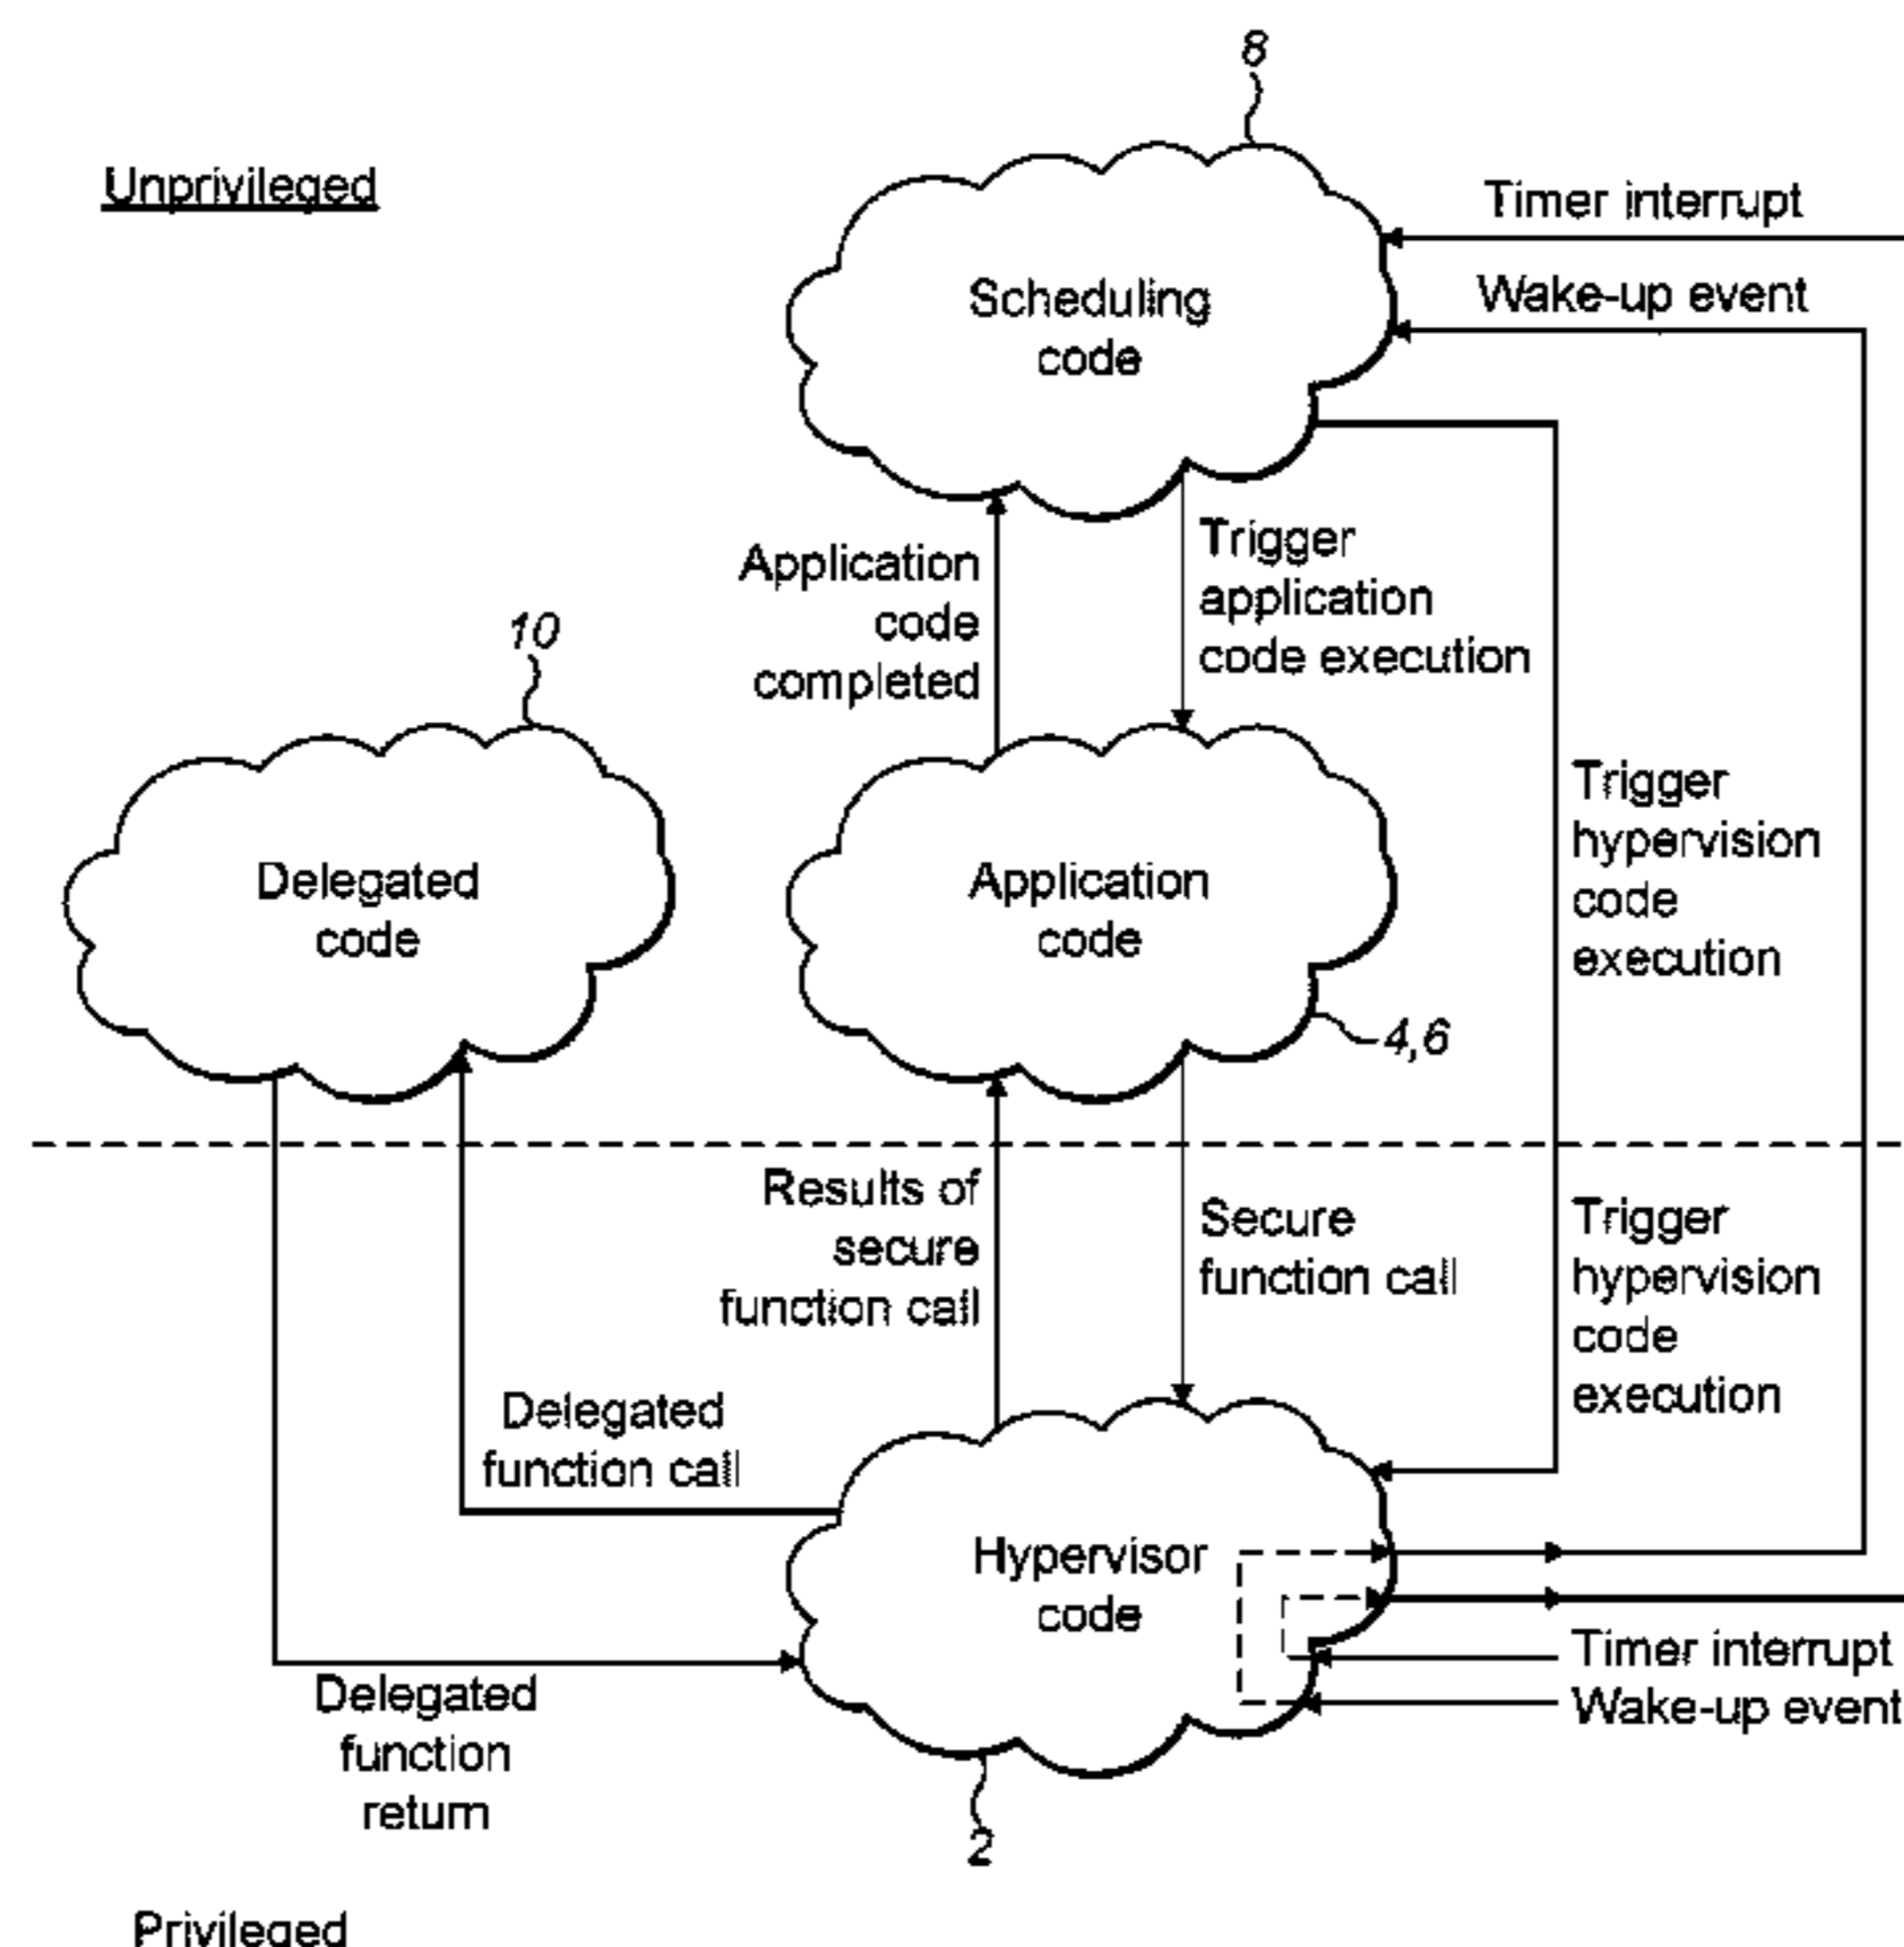 8
Unprivileged
Timer interrupt
Wake-up event
Scheduling
code
Application
code
completed
Trigger
application
code execution
10
Trigger
hypervision
code
execution
Delegated
code
Application
code
4,6
Results of
secure
function call
Secure
function call
Trigger
hypervision
code
execution
Delegated
function call
Hypervisor
code
Timer interrupt
Wake-up event
Delegated
function
return
2
Privileged